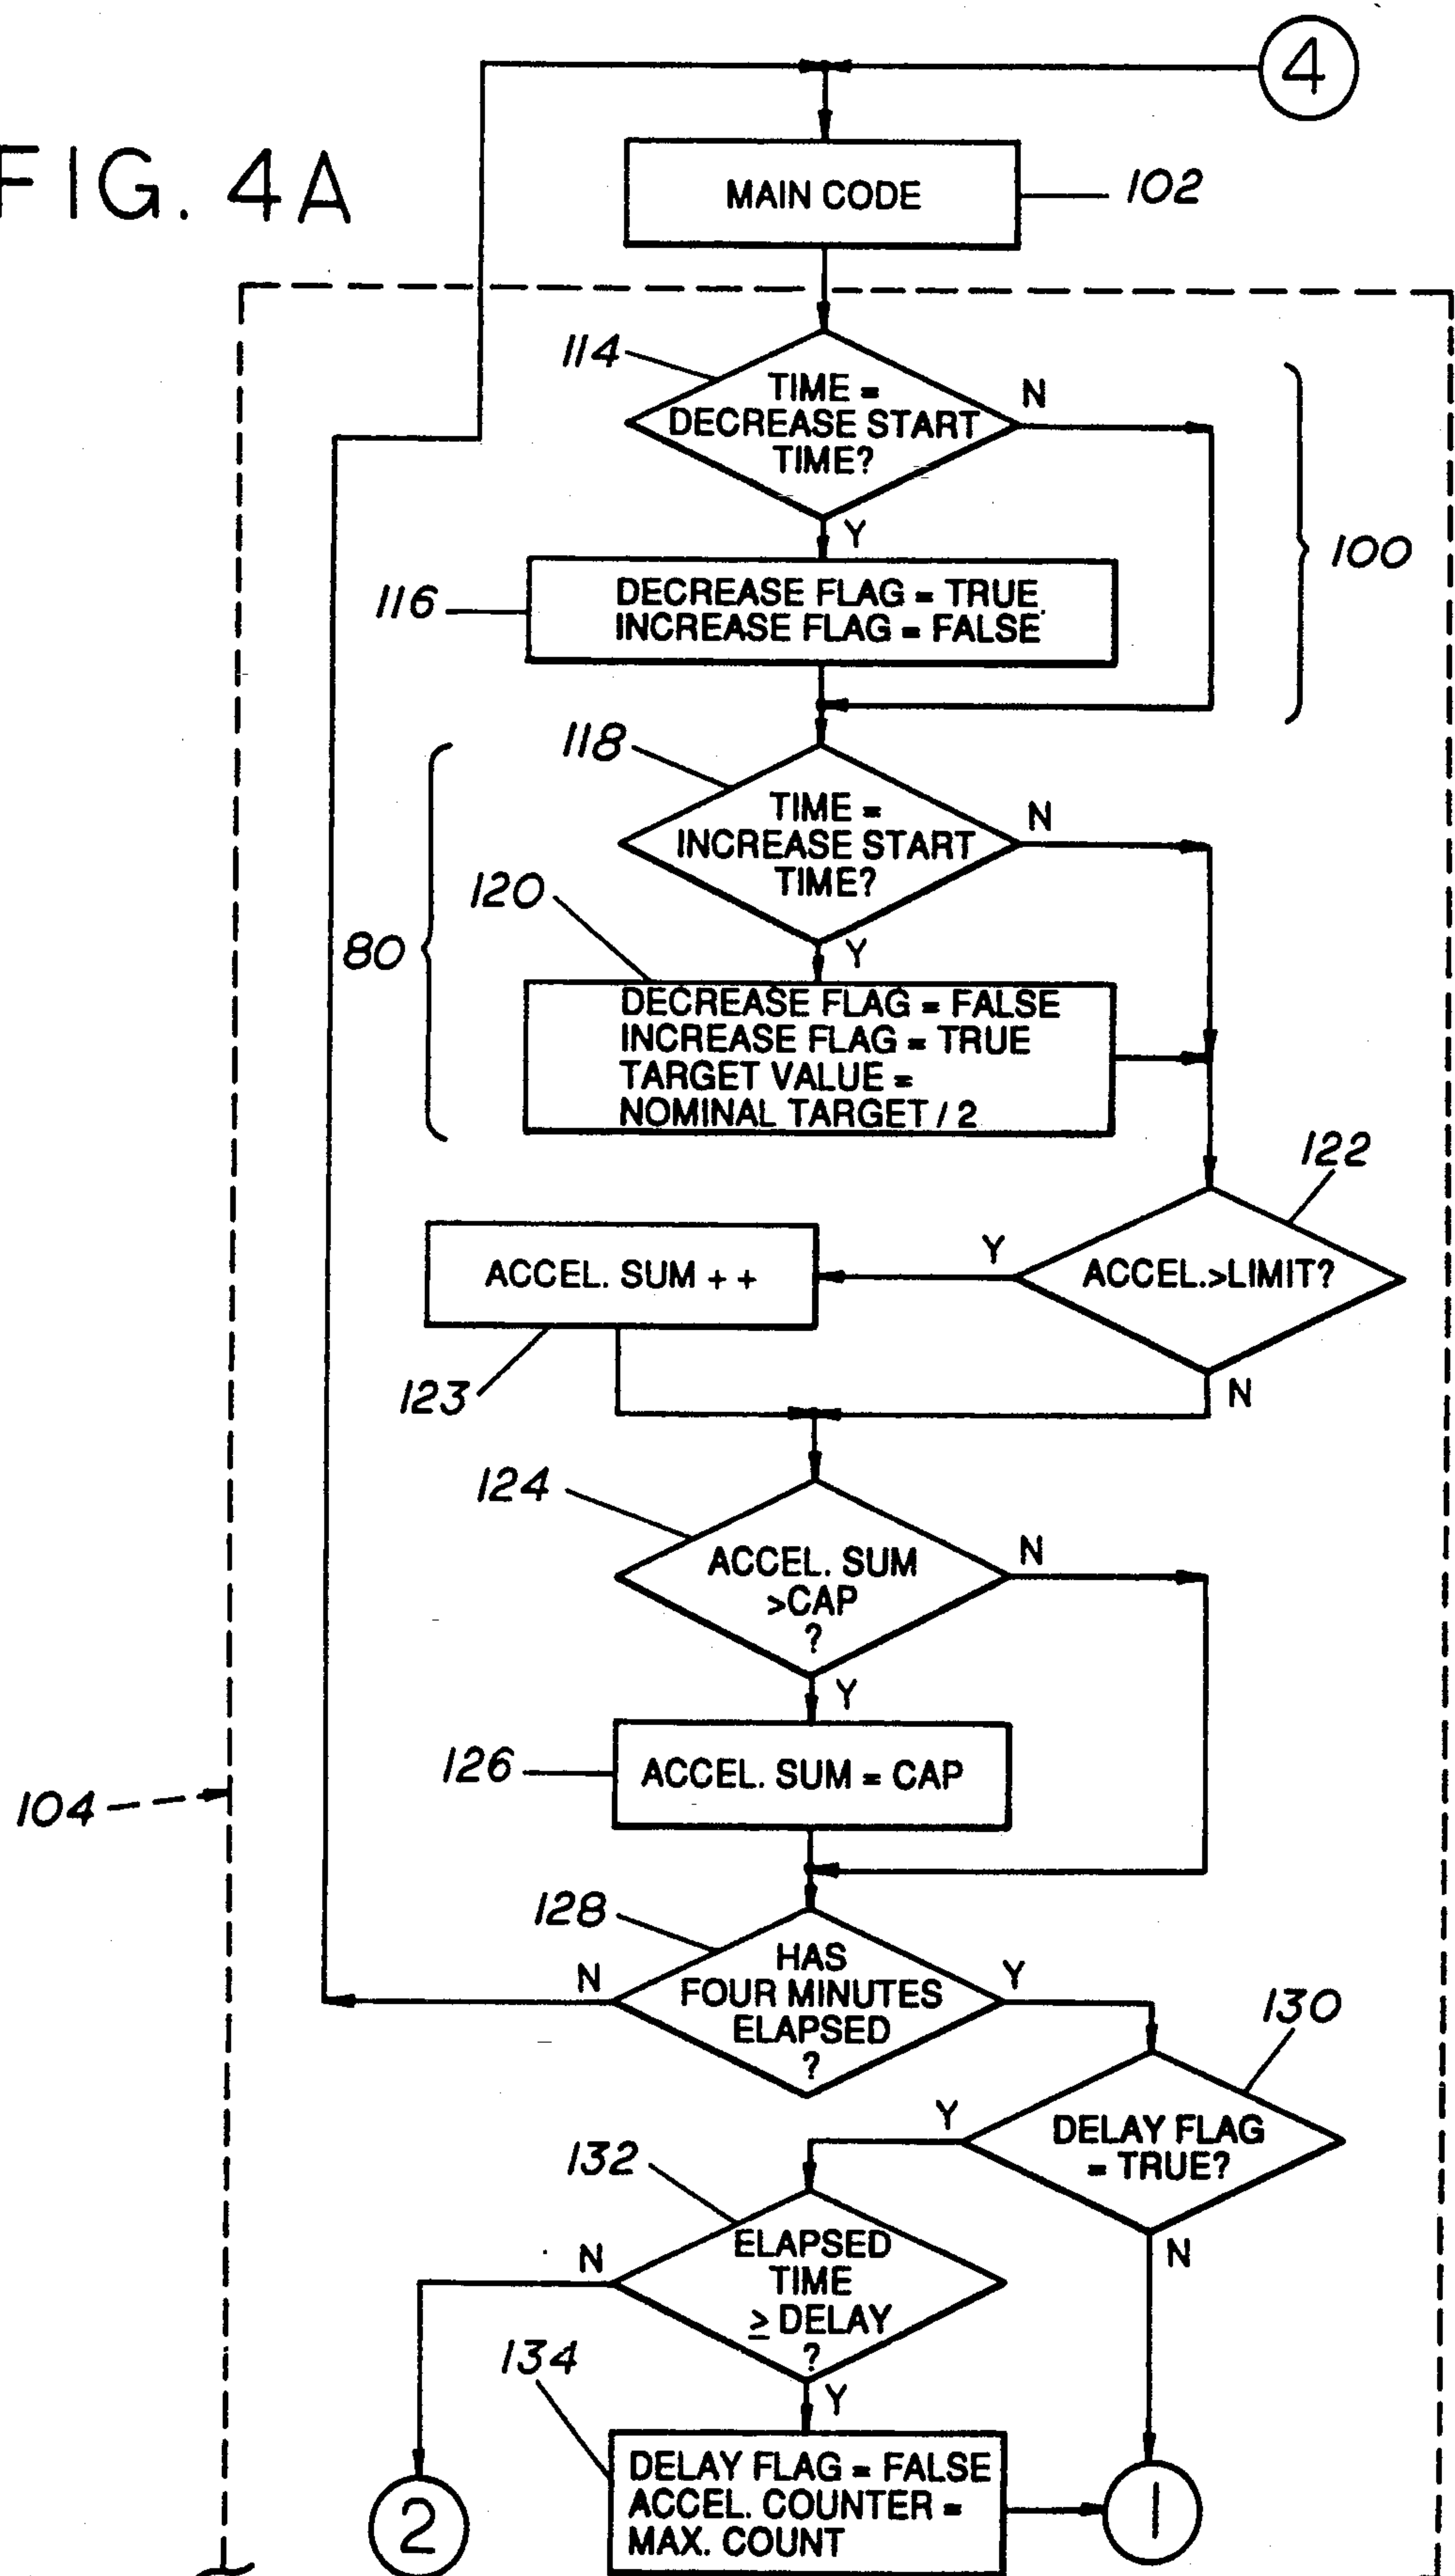 4
FIG. 4A
MAIN CODE
102
114
TIME =
DECREASE START
TIME?
N
Y
100
116
DECREASE FLAG = TRUE
INCREASE FLAG = FALSE
118
TIME =
INCREASE START
TIME?
N
Y
120
80
DECREASE FLAG = FALSE
INCREASE FLAG = TRUE
TARGET VALUE =
NOMINAL TARGET / 2
122
ACCEL.>LIMIT?
Y
N
ACCEL. SUM + +
123
124
ACCEL. SUM
>CAP
?
N
Y
126
ACCEL. SUM = CAP
104
128
HAS
FOUR MINUTES
ELAPSED
?
N
Y
130
DELAY FLAG
= TRUE?
Y
N
132
ELAPSED
TIME
≥ DELAY
?
N
Y
134
DELAY FLAG = FALSE
ACCEL. COUNTER =
MAX. COUNT
2
1